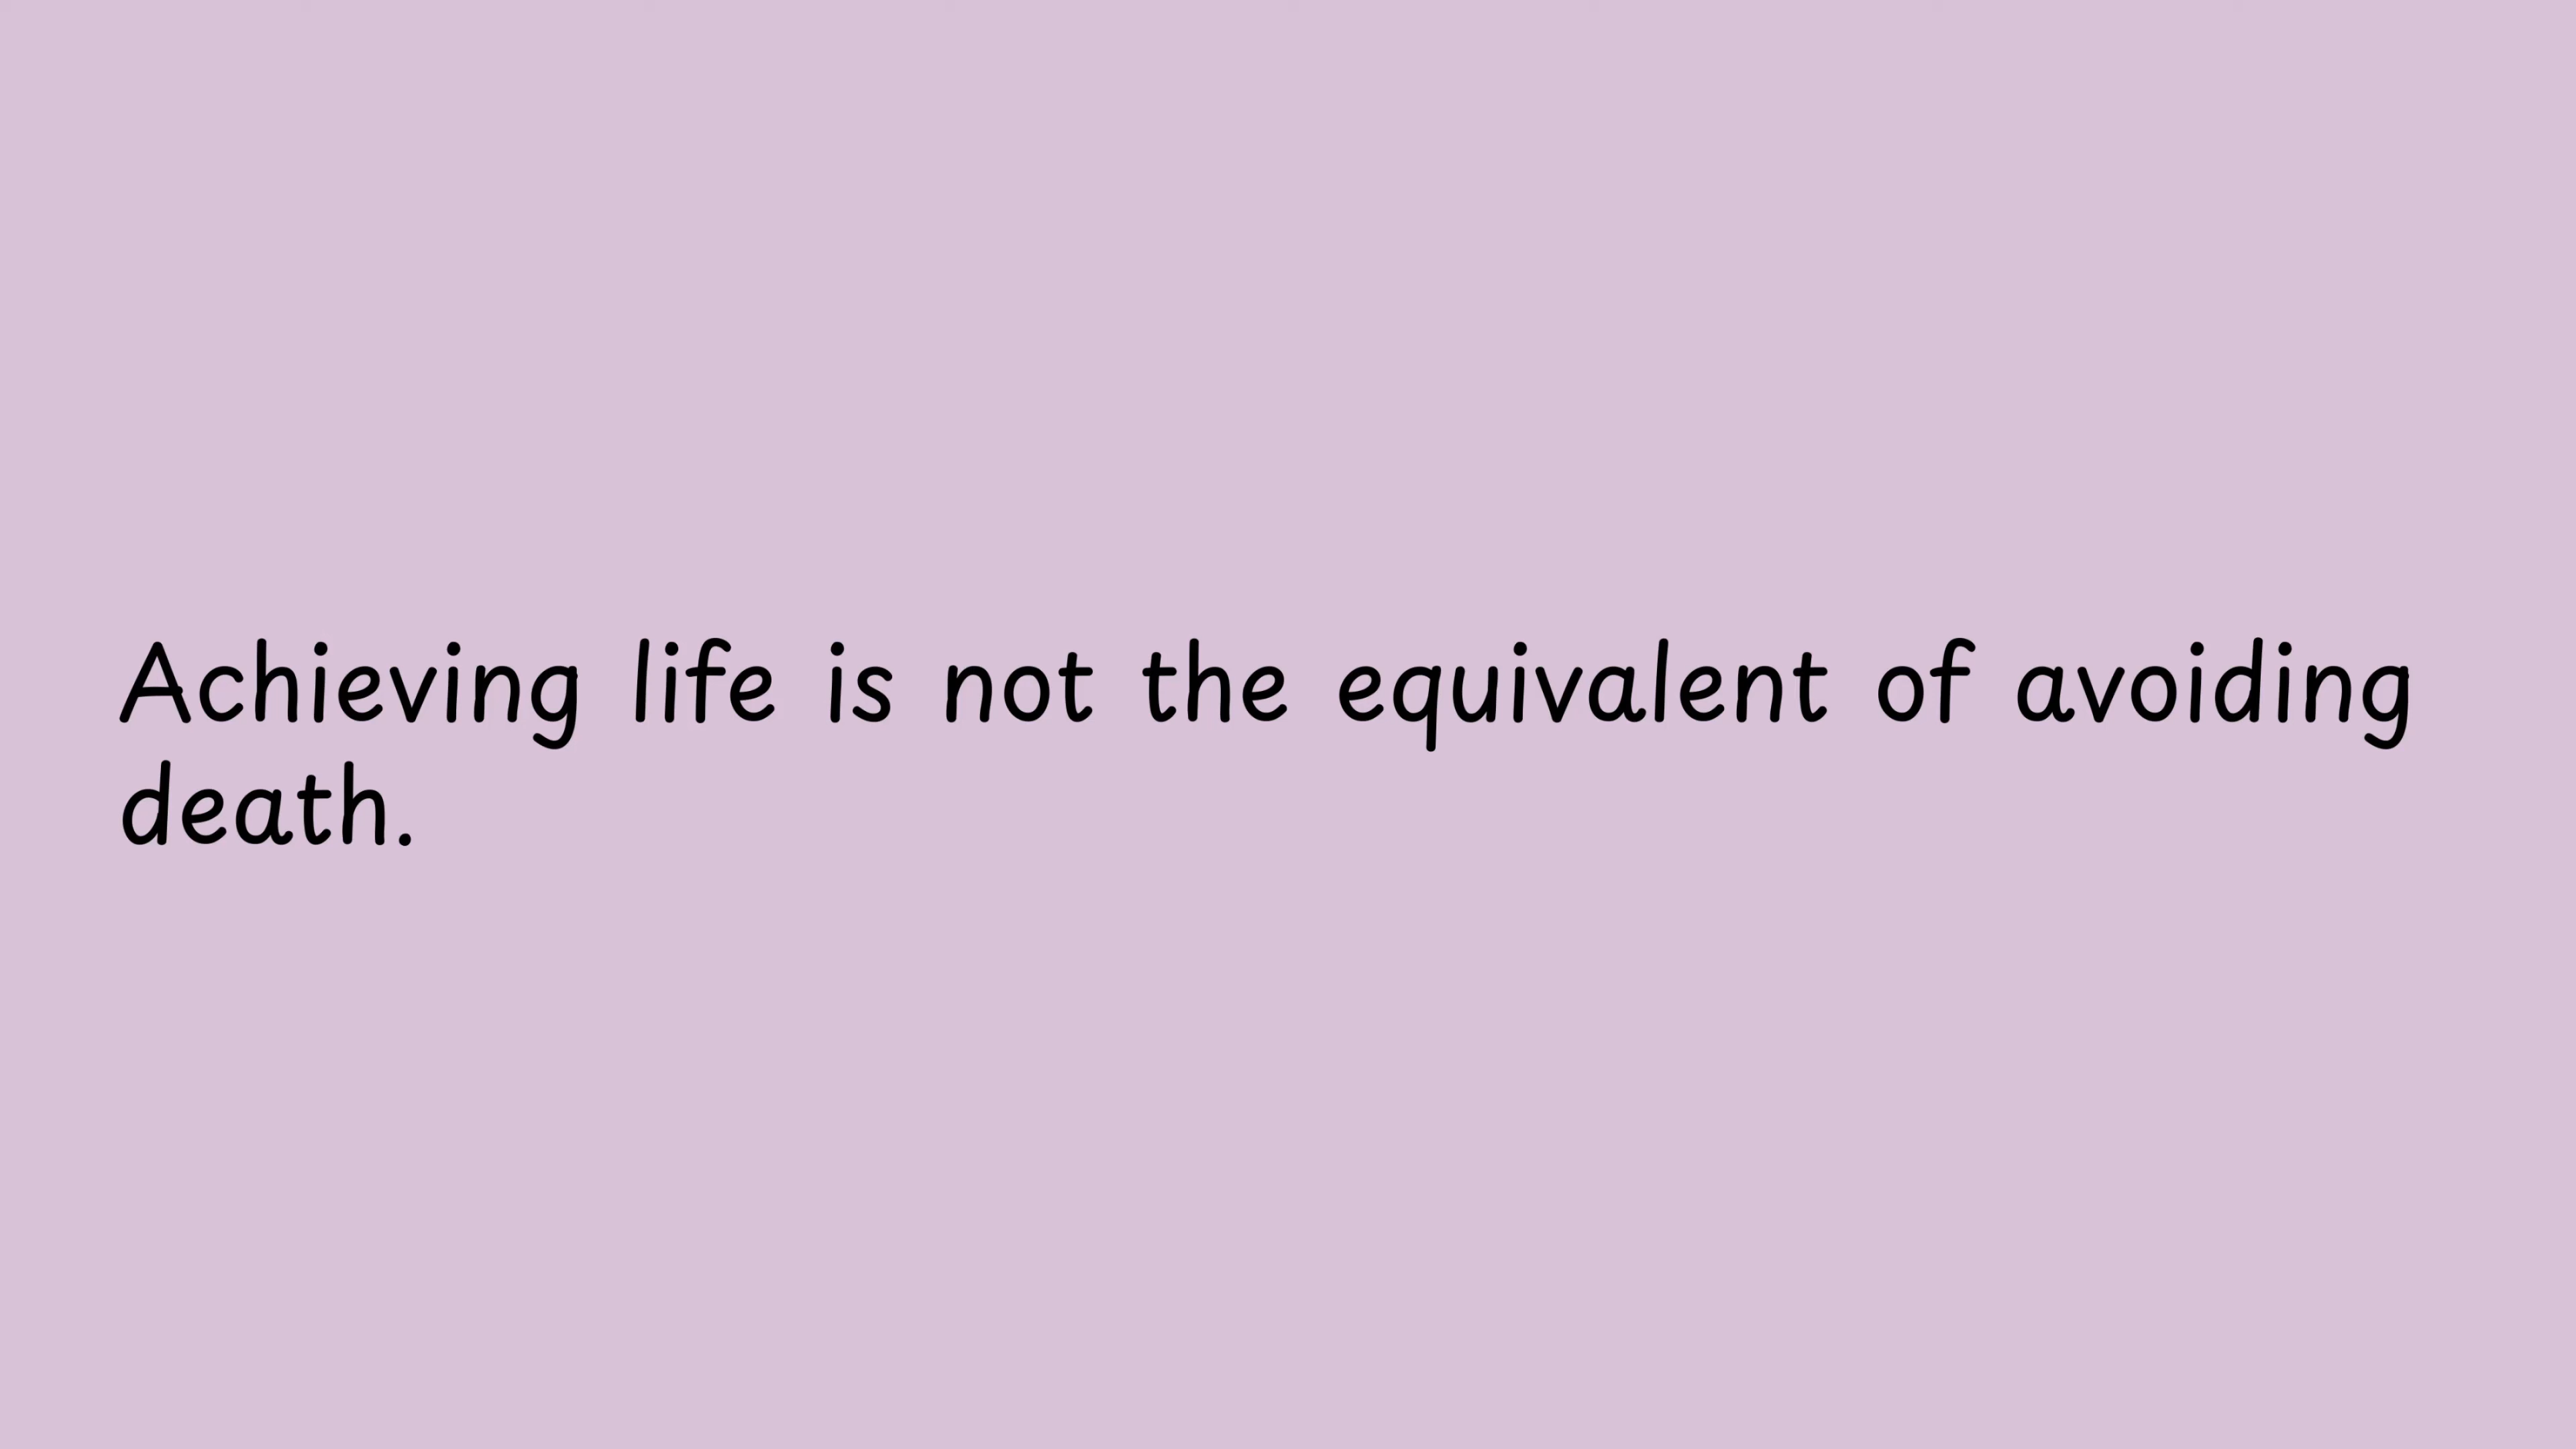 Achieving life is not the equivalent of avoiding
death.